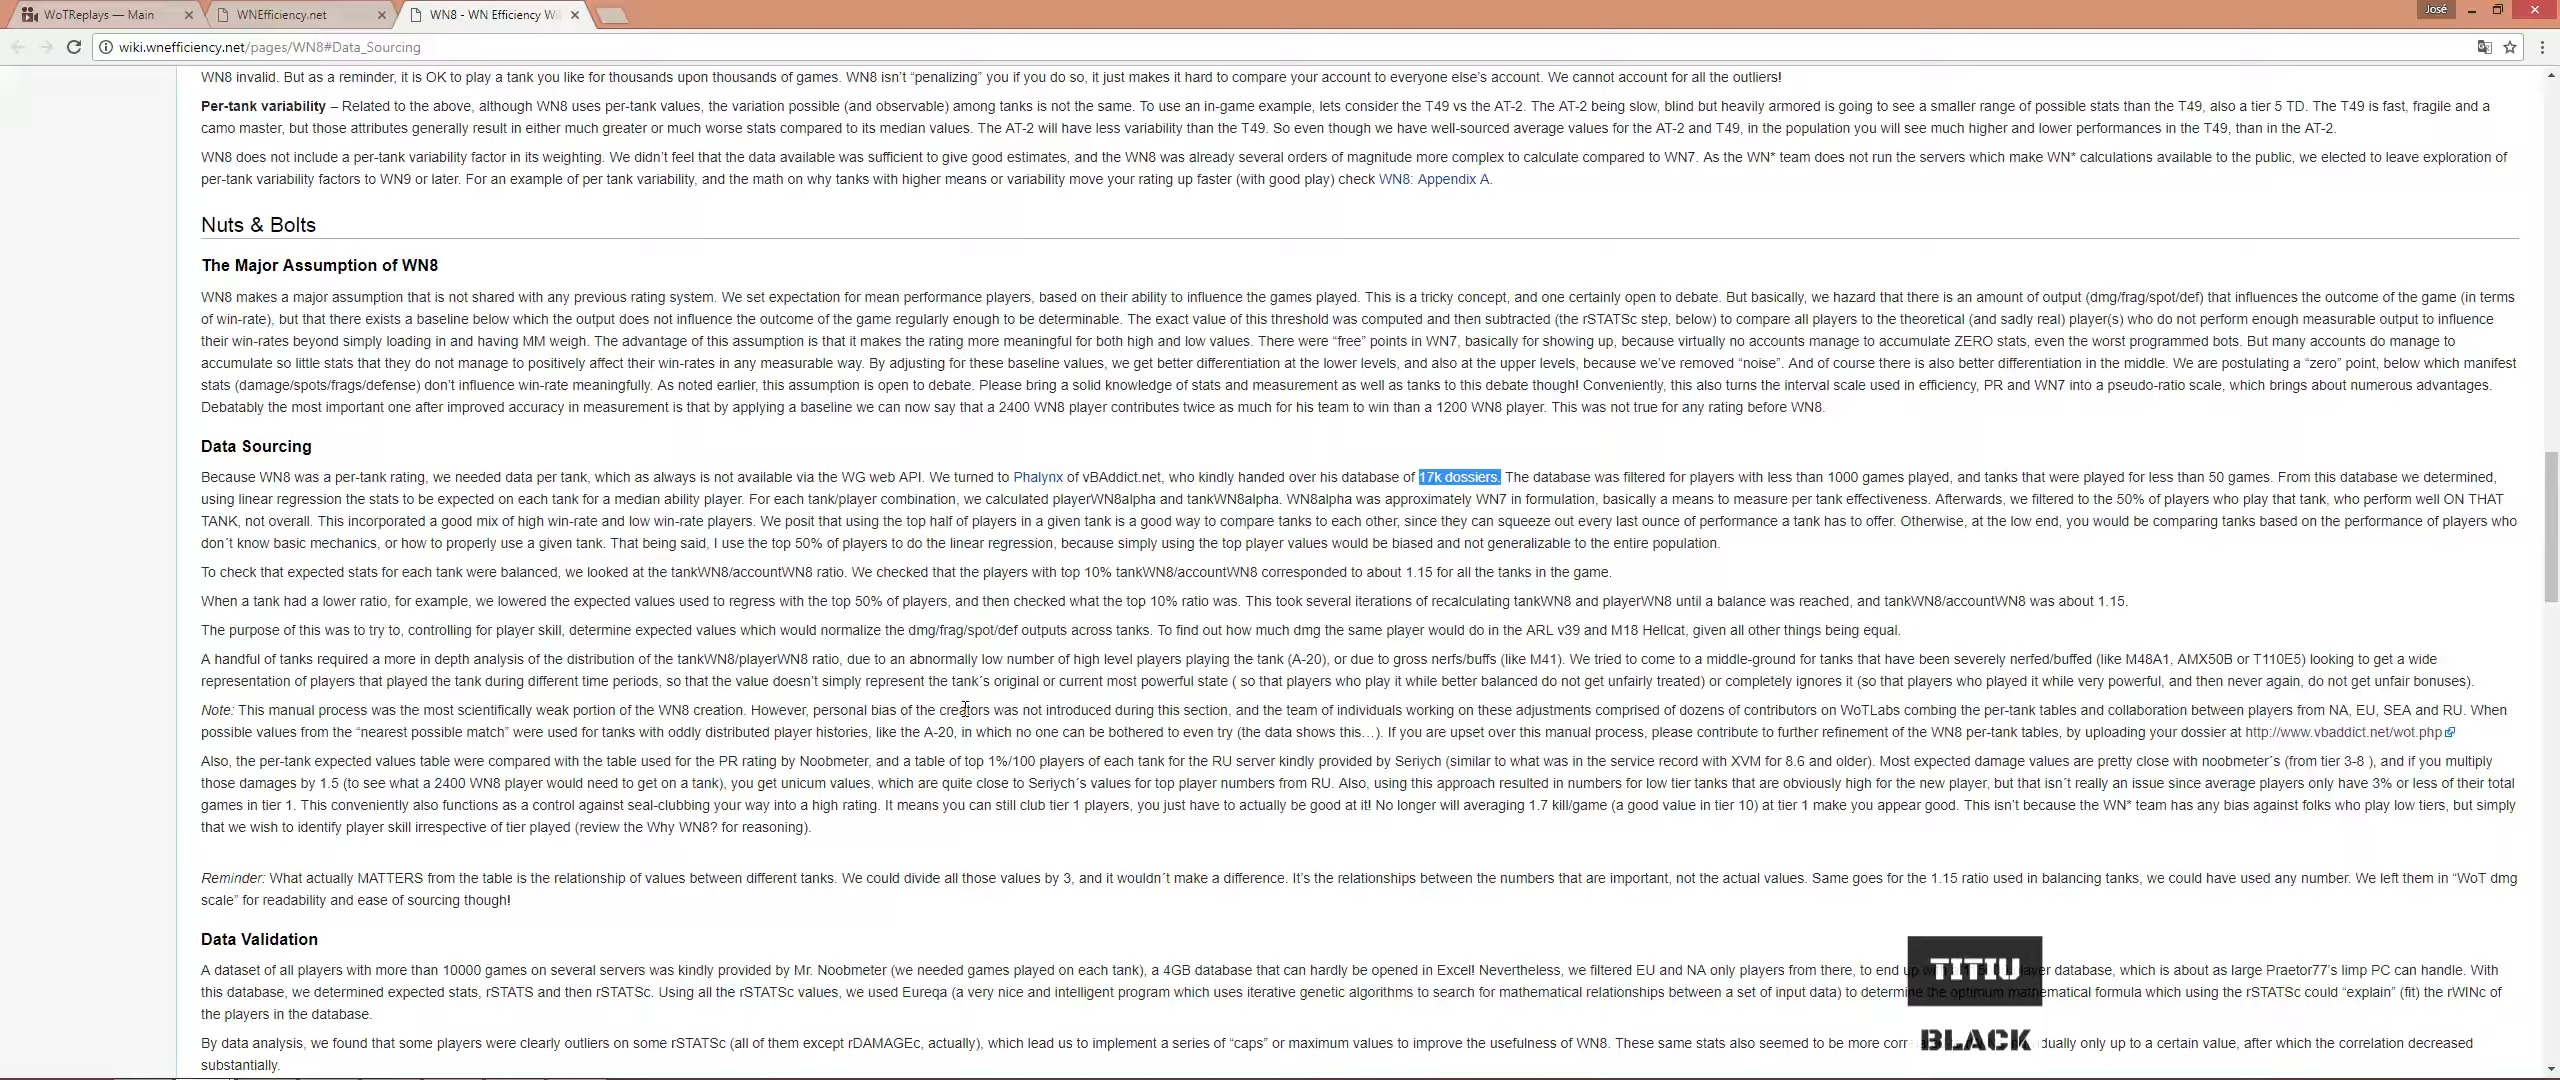 WoTReplays — Main
WNEfficiency.net
WN8 - WN Efficiency Wi
José
wiki.wnefficiency.net/pages/WN8#Data_Sourcing
WN8 invalid. But as a reminder, it is OK to play a tank you like for thousands upon thousands of games. WN8 isn't “penalizing” you if you do so, it just makes it hard to compare your account to everyone else's account. We cannot account for all the outliers!
Per-tank variability – Related to the above, although WN8 uses per-tank values, the variation possible (and observable) among tanks is not the same. To use an in-game example, lets consider the T49 vs the AT-2. The AT-2 being slow, blind but heavily armored is going to see a smaller range of possible stats than the T49, also a tier 5 TD. The T49 is fast, fragile and a
camo master, but those attributes generally result in either much greater or much worse stats compared to its median values. The AT-2 will have less variability than the T49. So even though we have well-sourced average values for the AT-2 and T49, in the population you will see much higher and lower performances in the T49, than in the AT-2.
WN8 does not include a per-tank variability factor in its weighting. We didn't feel that the data available was sufficient to give good estimates, and the WN8 was already several orders of magnitude more complex to calculate compared to WN7. As the WN* team does not run the servers which make WN* calculations available to the public, we elected to leave exploration of
per-tank variability factors to WN9 or later. For an example of per tank variability, and the math on why tanks with higher means or variability move your rating up faster (with good play) check WN8: Appendix A.
Nuts & Bolts
The Major Assumption of WN8
WN8 makes a major assumption that is not shared with any previous rating system. We set expectation for mean performance players, based on their ability to influence the games played. This is a tricky concept, and one certainly open to debate. But basically, we hazard that there is an amount of output (dmg/frag/spot/def) that influences the outcome of the game (in terms
of win-rate), but that there exists a baseline below which the output does not influence the outcome of the game regularly enough to be determinable. The exact value of this threshold was computed and then subtracted (the rSTATSc step, below) to compare all players to the theoretical (and sadly real) player(s) who do not perform enough measurable output to influence
their win-rates beyond simply loading in and having MM weigh. The advantage of this assumption is that it makes the rating more meaningful for both high and low values. There were “free” points in WN7, basically for showing up, because virtually no accounts manage to accumulate ZERO stats, even the worst programmed bots. But many accounts do manage to
accumulate so little stats that they do not manage to positively affect their win-rates in any measurable way. By adjusting for these baseline values, we get better differentiation at the lower levels, and also at the upper levels, because we've removed “noise”. And of course there is also better differentiation in the middle. We are postulating a “zero” point, below which manifest
stats (damage/spots/frags/defense) don't influence win-rate meaningfully. As noted earlier, this assumption is open to debate. Please bring a solid knowledge of stats and measurement as well as tanks to this debate though! Conveniently, this also turns the interval scale used in efficiency, PR and WN7 into a pseudo-ratio scale, which brings about numerous advantages.
Debatably the most important one after improved accuracy in measurement is that by applying a baseline we can now say that a 2400 WN8 player contributes twice as much for his team to win than a 1200 WN8 player. This was not true for any rating before WN8.
Data Sourcing
Because WN8 was a per-tank rating, we needed data per tank, which as always is not available via the WG web API. We turned to Phalynx of vBAddict.net, who kindly handed over his database of 17k dossiers. The database was filtered for players with less than 1000 games played, and tanks that were played for less than 50 games. From this database we determined,
using linear regression the stats to be expected on each tank for a median ability player. For each tank/player combination, we calculated playerWN8alpha and tankWN8alpha. WN8alpha was approximately WN7 in formulation, basically a means to measure per tank effectiveness. Afterwards, we filtered to the 50% of players who play that tank, who perform well ON THAT
TANK, not overall. This incorporated a good mix of high win-rate and low win-rate players. We posit that using the top half of players in a given tank is a good way to compare tanks to each other, since they can squeeze out every last ounce of performance a tank has to offer. Otherwise, at the low end, you would be comparing tanks based on the performance of players who
don´t know basic mechanics, or how to properly use a given tank. That being said, I use the top 50% of players to do the linear regression, because simply using the top player values would be biased and not generalizable to the entire population.
To check that expected stats for each tank were balanced, we looked at the tankWN8/accountWN8 ratio. We checked that the players with top 10% tankWN8/accountWN8 corresponded to about 1.15 for all the tanks in the game.
When a tank had a lower ratio, for example, we lowered the expected values used to regress with the top 50% of players, and then checked what the top 10% ratio was. This took several iterations of recalculating tankWN8 and playerWN8 until a balance was reached, and tankWN8/accountWN8 was about 1.15.
The purpose of this was to try to, controlling for player skill, determine expected values which would normalize the dmg/frag/spot/def outputs across tanks. To find out how much dmg the same player would do in the ARL v39 and M18 Hellcat, given all other things being equal.
A handful of tanks required a more in depth analysis of the distribution of the tankWN8/playerWN8 ratio, due to an abnormally low number of high level players playing the tank (A-20), or due to gross nerfs/buffs (like M41). We tried to come to a middle-ground for tanks that have been severely nerfed/buffed (like M48A1, AMX50B or T110E5) looking to get a wide
representation of players that played the tank during different time periods, so that the value doesn't simply represent the tank´s original or current most powerful state ( so that players who play it while better balanced do not get unfairly treated) or completely ignores it (so that players who played it while very powerful, and then never again, do not get unfair bonuses).
Note: This manual process was the most scientifically weak portion of the WN8 creation. However, personal bias of the creators was not introduced during this section, and the team of individuals working on these adjustments comprised of dozens of contributors on WoTLabs combing the per-tank tables and collaboration between players from NA, EU, SEA and RU. When
possible values from the “nearest possible match” were used for tanks with oddly distributed player histories, like the A-20, in which no one can be bothered to even try (the data shows this…). If you are upset over this manual process, please contribute to further refinement of the WN8 per-tank tables, by uploading your dossier at http://www.vbaddict.net/wot.php
Also, the per-tank expected values table were compared with the table used for the PR rating by Noobmeter, and a table of top 1%/100 players of each tank for the RU server kindly provided by Seriych (similar to what was in the service record with XVM for 8.6 and older). Most expected damage values are pretty close with noobmeter´s (from tier 3-8 ), and if you multiply
those damages by 1.5 (to see what a 2400 WN8 player would need to get on a tank), you get unicum values, which are quite close to Seriych´s values for top player numbers from RU. Also, using this approach resulted in numbers for low tier tanks that are obviously high for the new player, but that isn´t really an issue since average players only have 3% or less of their total
games in tier 1. This conveniently also functions as a control against seal-clubbing your way into a high rating. It means you can still club tier 1 players, you just have to actually be good at it! No longer will averaging 1.7 kill/game (a good value in tier 10) at tier 1 make you appear good. This isn't because the WN* team has any bias against folks who play low tiers, but simply
that we wish to identify player skill irrespective of tier played (review the Why WN8? for reasoning).
Reminder: What actually MATTERS from the table is the relationship of values between different tanks. We could divide all those values by 3, and it wouldn´t make a difference. It's the relationships between the numbers that are important, not the actual values. Same goes for the 1.15 ratio used in balancing tanks, we could have used any number. We left them in “WoT dmg
scale” for readability and ease of sourcing though!
Data Validation
A dataset of all players with more than 10000 games on several servers was kindly provided by Mr. Noobmeter (we needed games played on each tank), a 4GB database that can hardly be opened in Excel! Nevertheless, we filtered EU and NA only players from there, to end up database, which is about as large Praetor77's limp PC can handle. With
this database, we determined expected stats, rSTATS and then rSTATSc. Using all the rSTATSc values, we used Eureqa (a very nice and intelligent program which uses iterative genetic algorithms to search for mathematical relationships between a set of input data) to determine the optimum mathematical formula which using the rSTATSc could “explain” (fit) the rWINc of
the players in the database.
By data analysis, we found that some players were clearly outliers on some rSTATSc (all of them except rDAMAGEc, actually), which lead us to implement a series of “caps” or maximum values to improve the usefulness of WN8. These same stats also seemed to be more only up to a certain value, after which the correlation decreased
substantially.
TITIU
BLACK